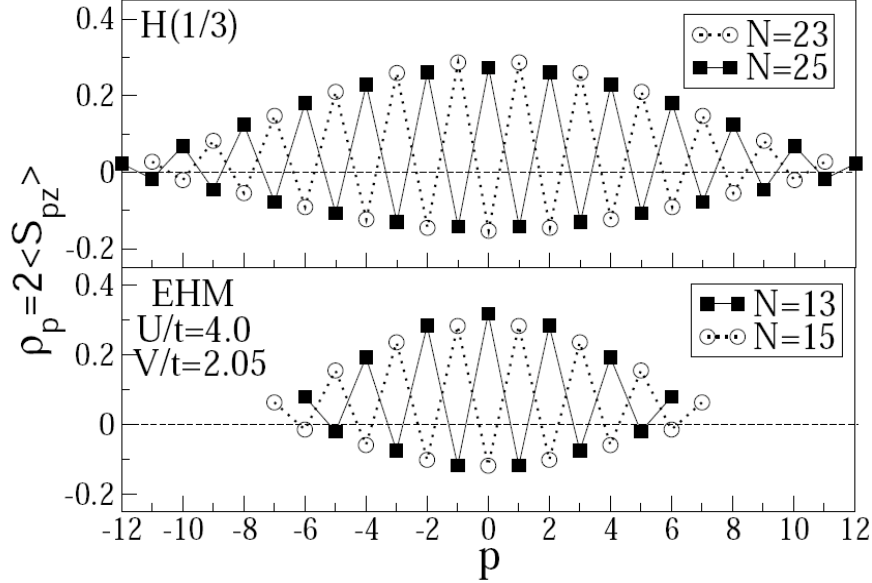 H(1/3)
N=23
N=25
0.4
0.2
0
-0.2
ρp=2<Spz>
EHM
U/t=4.0
V/t=2.05
N=13
N=15
0.4
0.2
0
-0.2
-12 -10 -8 -6 -4 -2 0 2 4 6 8 10 12
p